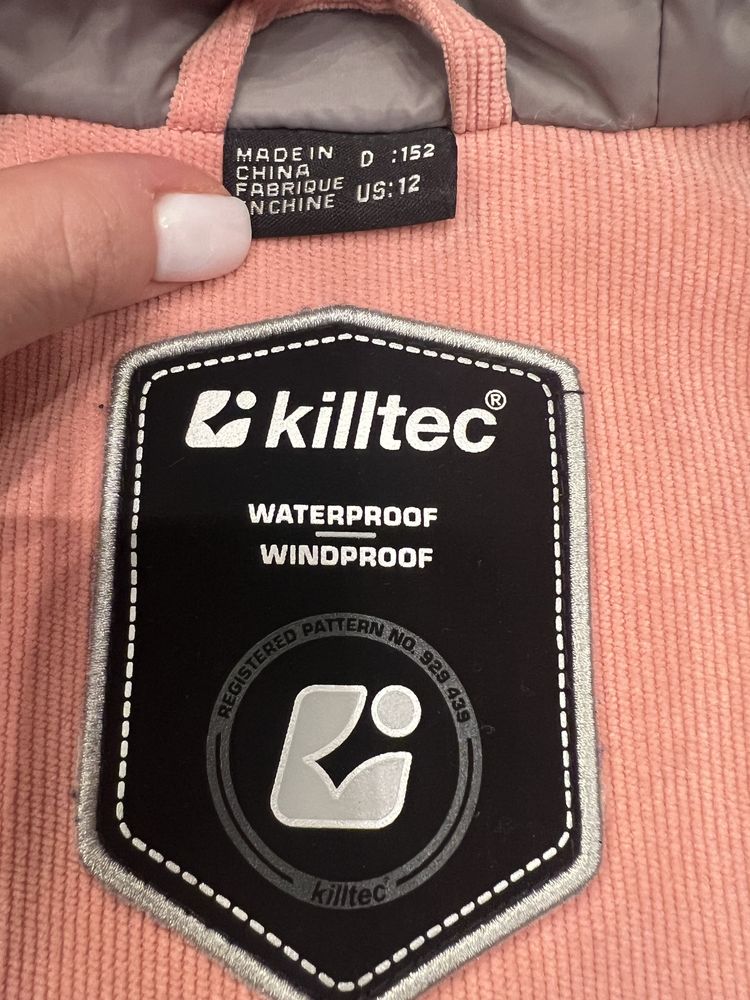 MADE IN
CHINA
FABRIQUE
EN CHINE
D :152
US:12
killtec®
WATERPROOF
WINDPROOF
REGISTERED PATTERN NO. 929 439
killtec®